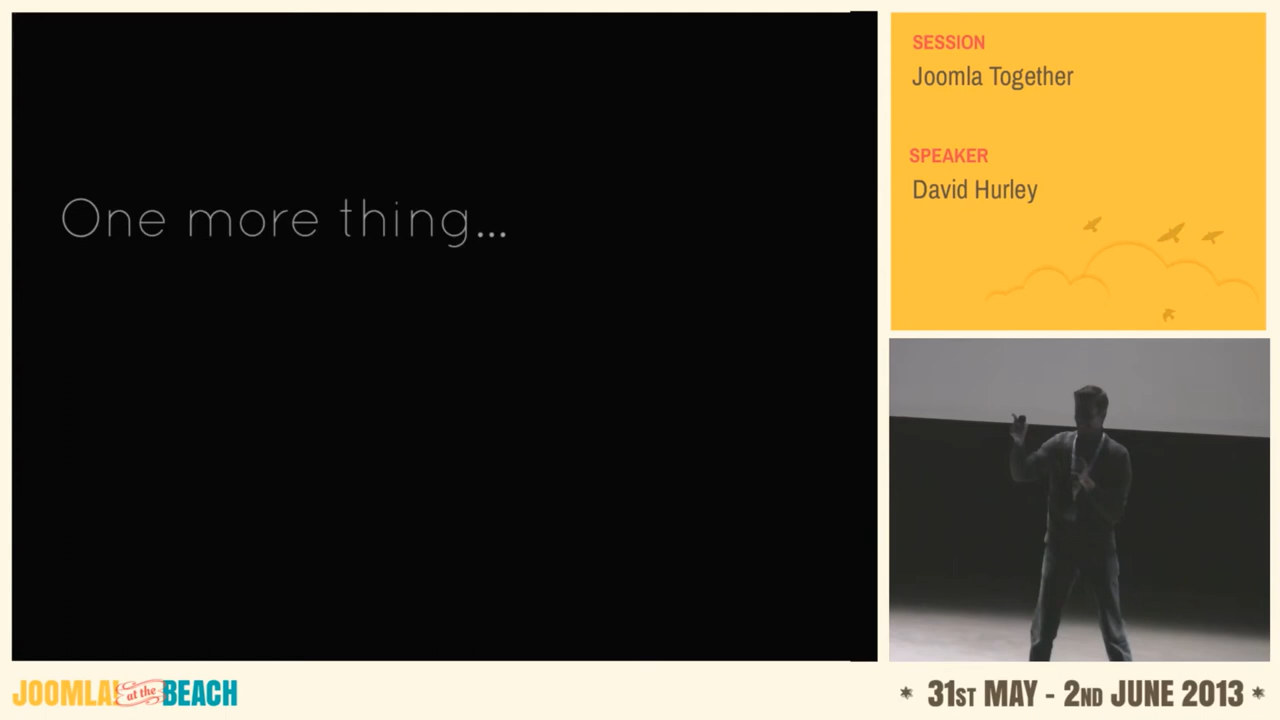 One more thing...
SESSION
Joomla Together
SPEAKER
David Hurley
JOOMLA! at the BEACH
* 31ST MAY - 2ND JUNE 2013 *